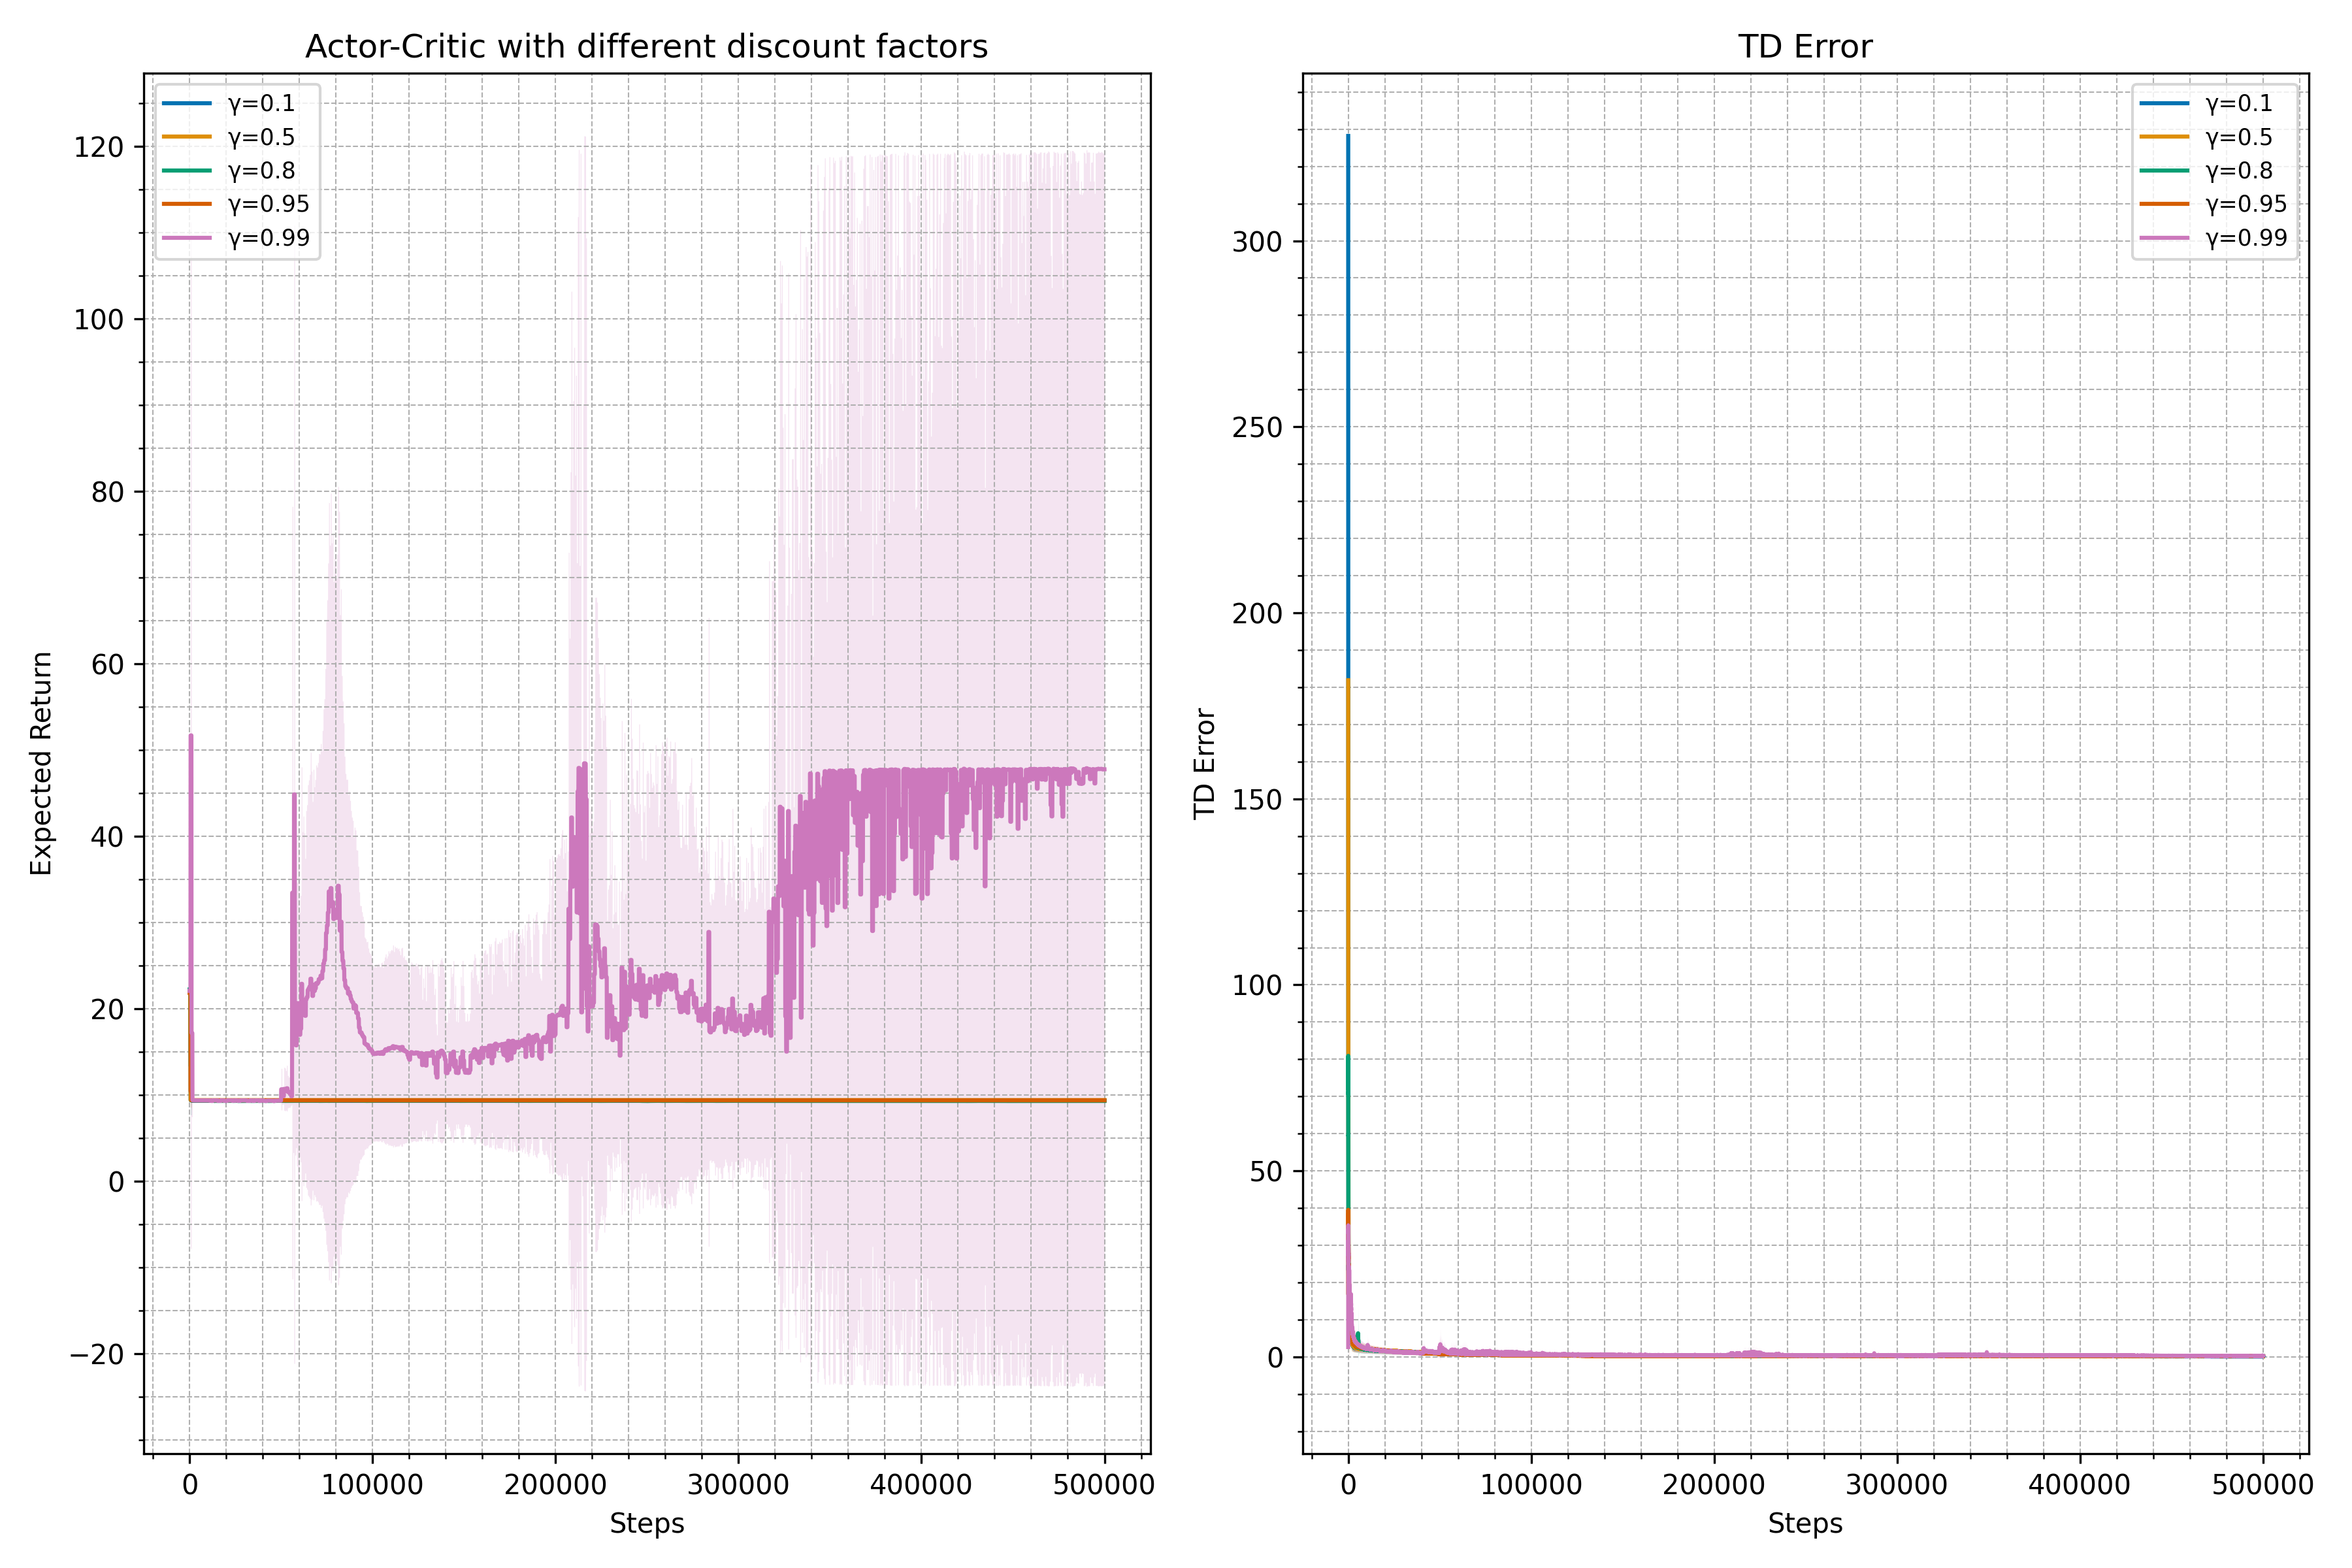 Actor-Critic with different discount factors
γ=0.1
γ=0.5
γ=0.8
γ=0.95
γ=0.99
120
100
80
60
40
20
0
−20
Expected Return
0 100000 200000 300000 400000 500000
Steps
TD Error
γ=0.1
γ=0.5
γ=0.8
γ=0.95
γ=0.99
300
250
200
150
100
50
0
TD Error
0 100000 200000 300000 400000 500000
Steps